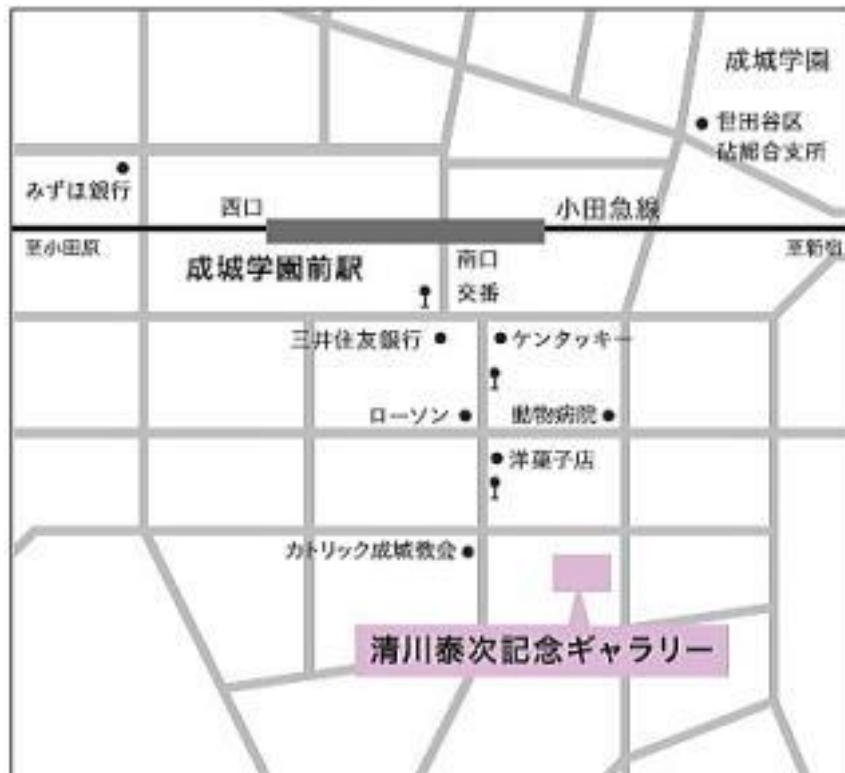 成城学園
世田谷区
砧総合支所
みずほ銀行
西口
小田急線
至小田原
至新宿
成城学園前駅
南口
交番
三井住友銀行
ケンタッキー
ローソン
動物病院
洋菓子店
カトリック成城教会
清川泰次記念ギャラリー